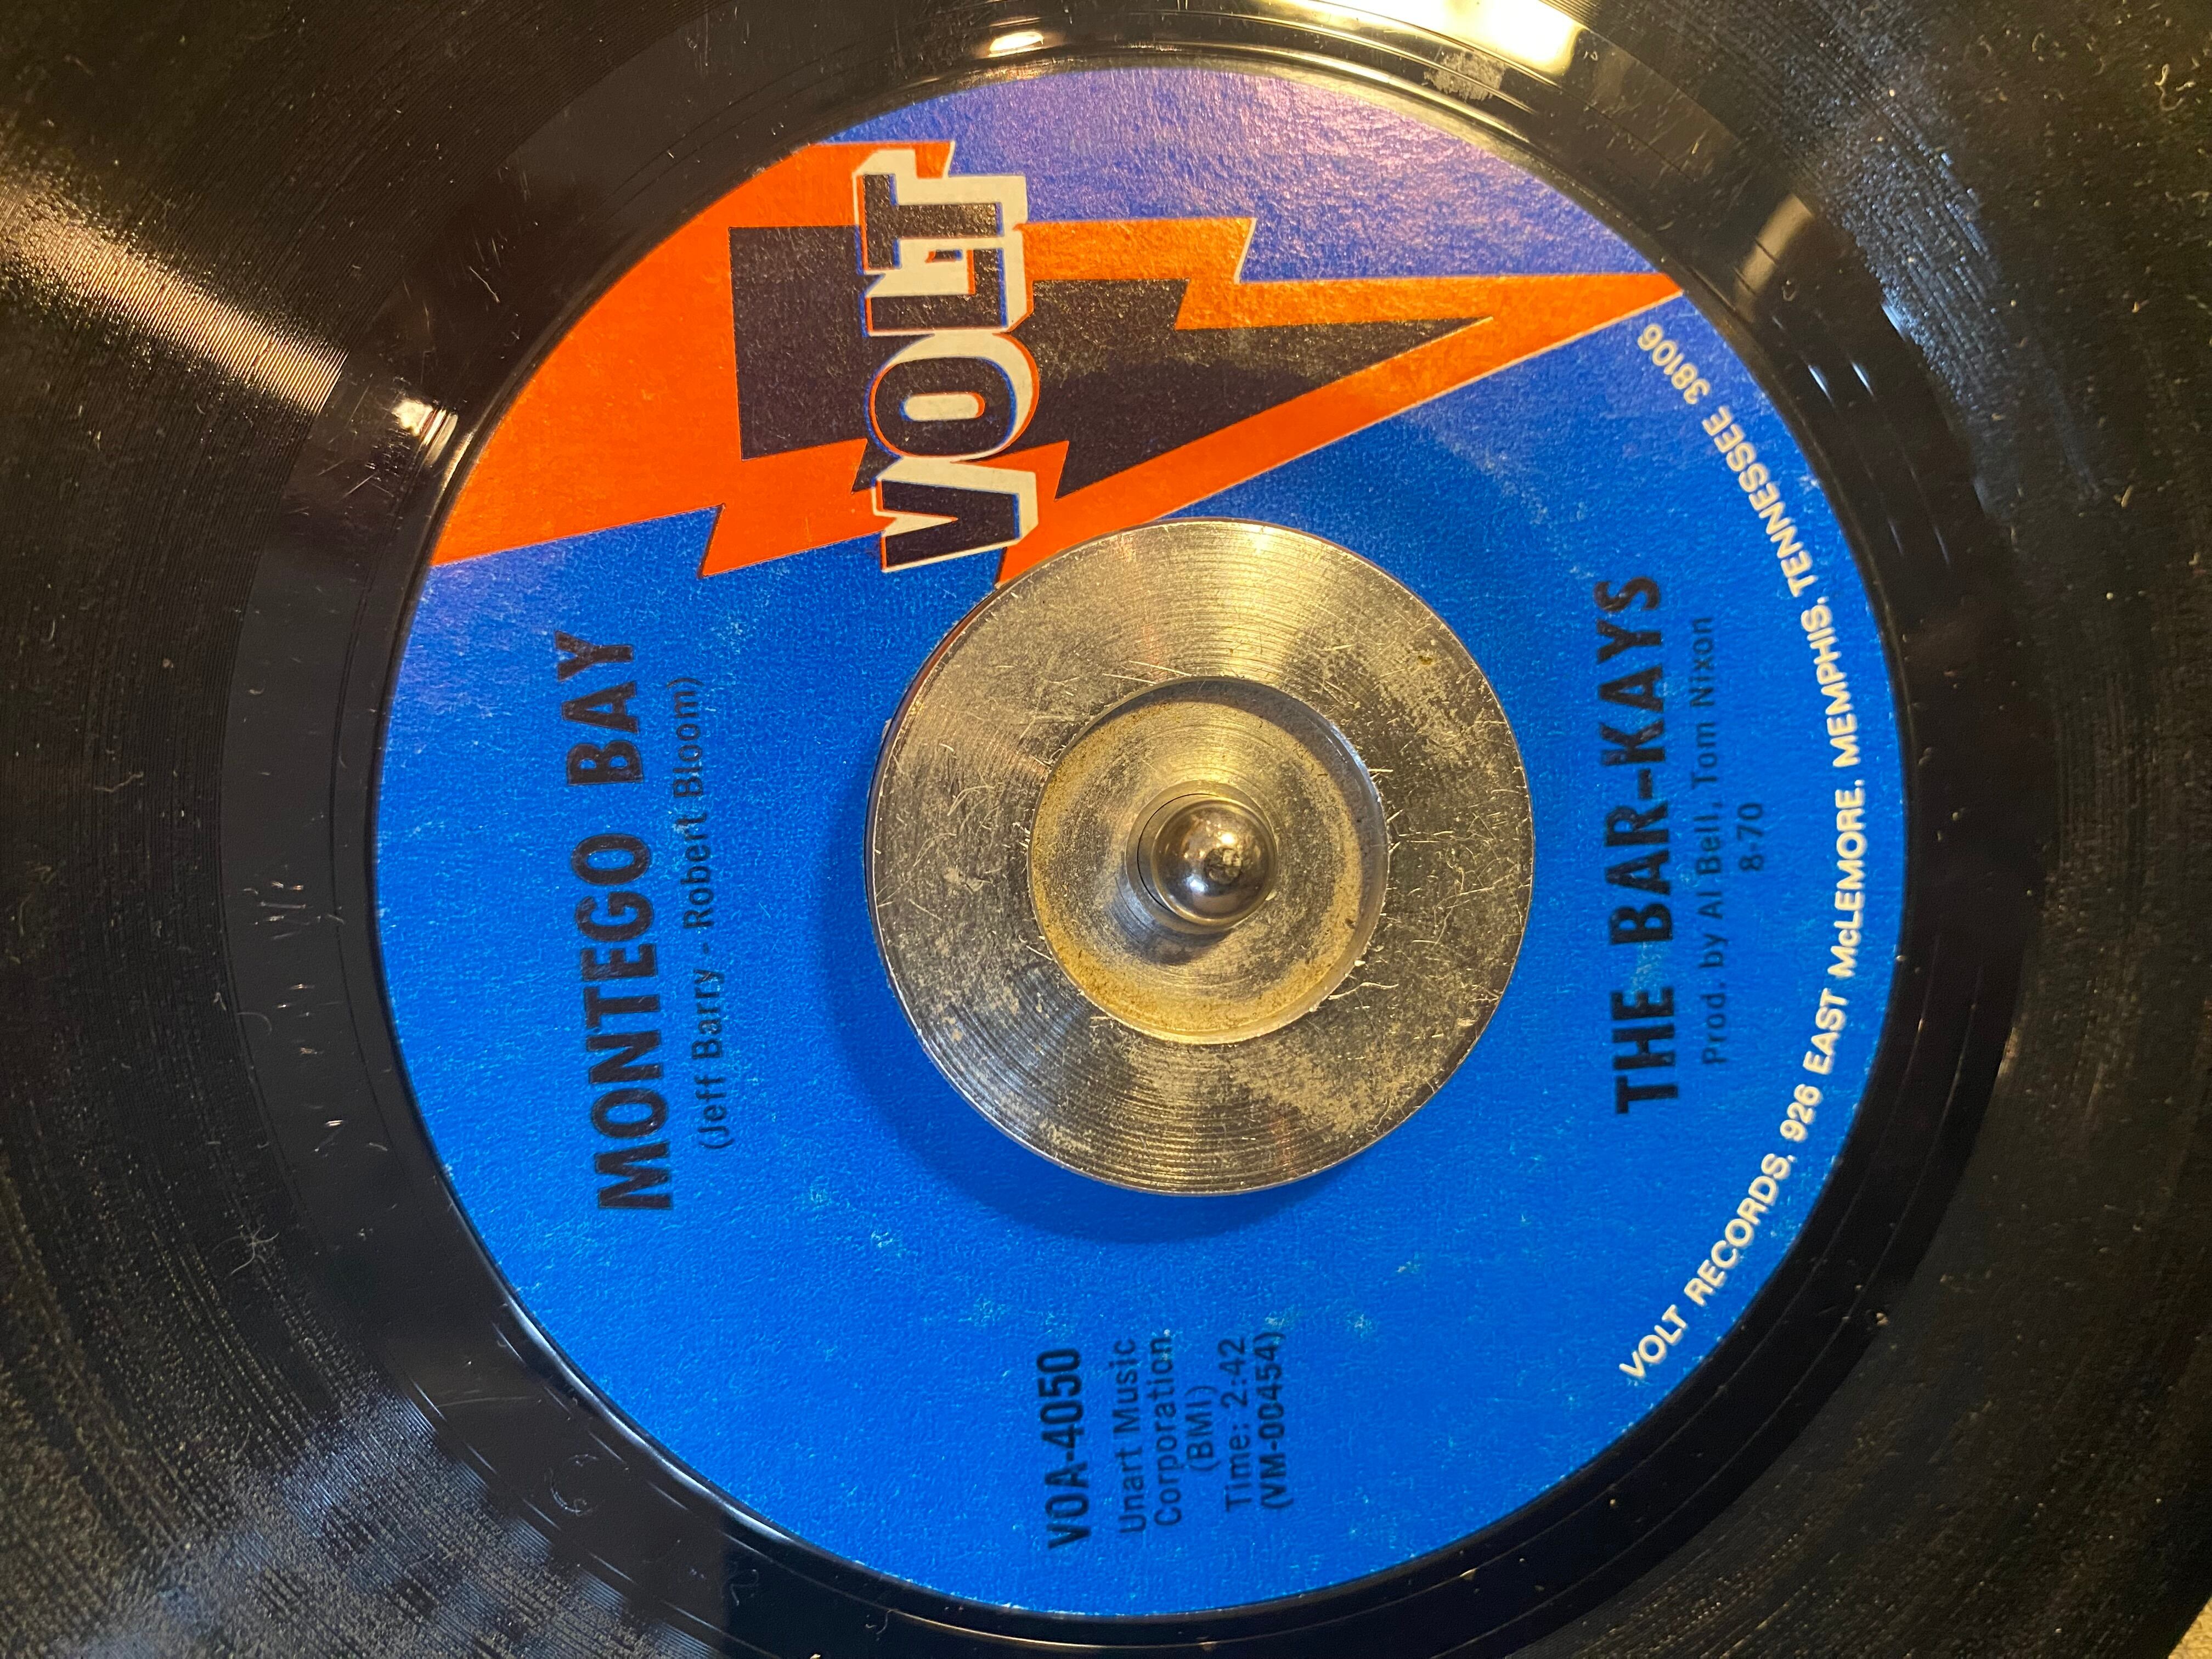 VOLT
MONTEGO BAY
(Jeff Barry - Robert Bloom)
VOA-4050
Unart Music
Corporation.
(BMI)
Time: 2:42
(VM-00454)
THE BAR-KAYS
Prod. by Al Bell, Tom Nixon
8-70
VOLT RECORDS, 926 EAST McLEMORE, MEMPHIS, TENNESSEE 38106